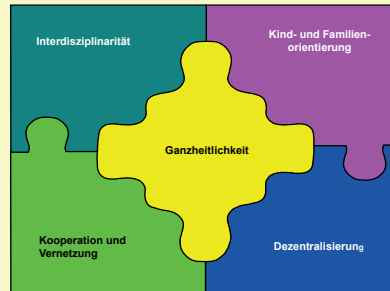 Interdisziplinarität
Kind- und Familien-
orientierung
Ganzheitlichkeit
Kooperation und
Vernetzung
Dezentralisierung